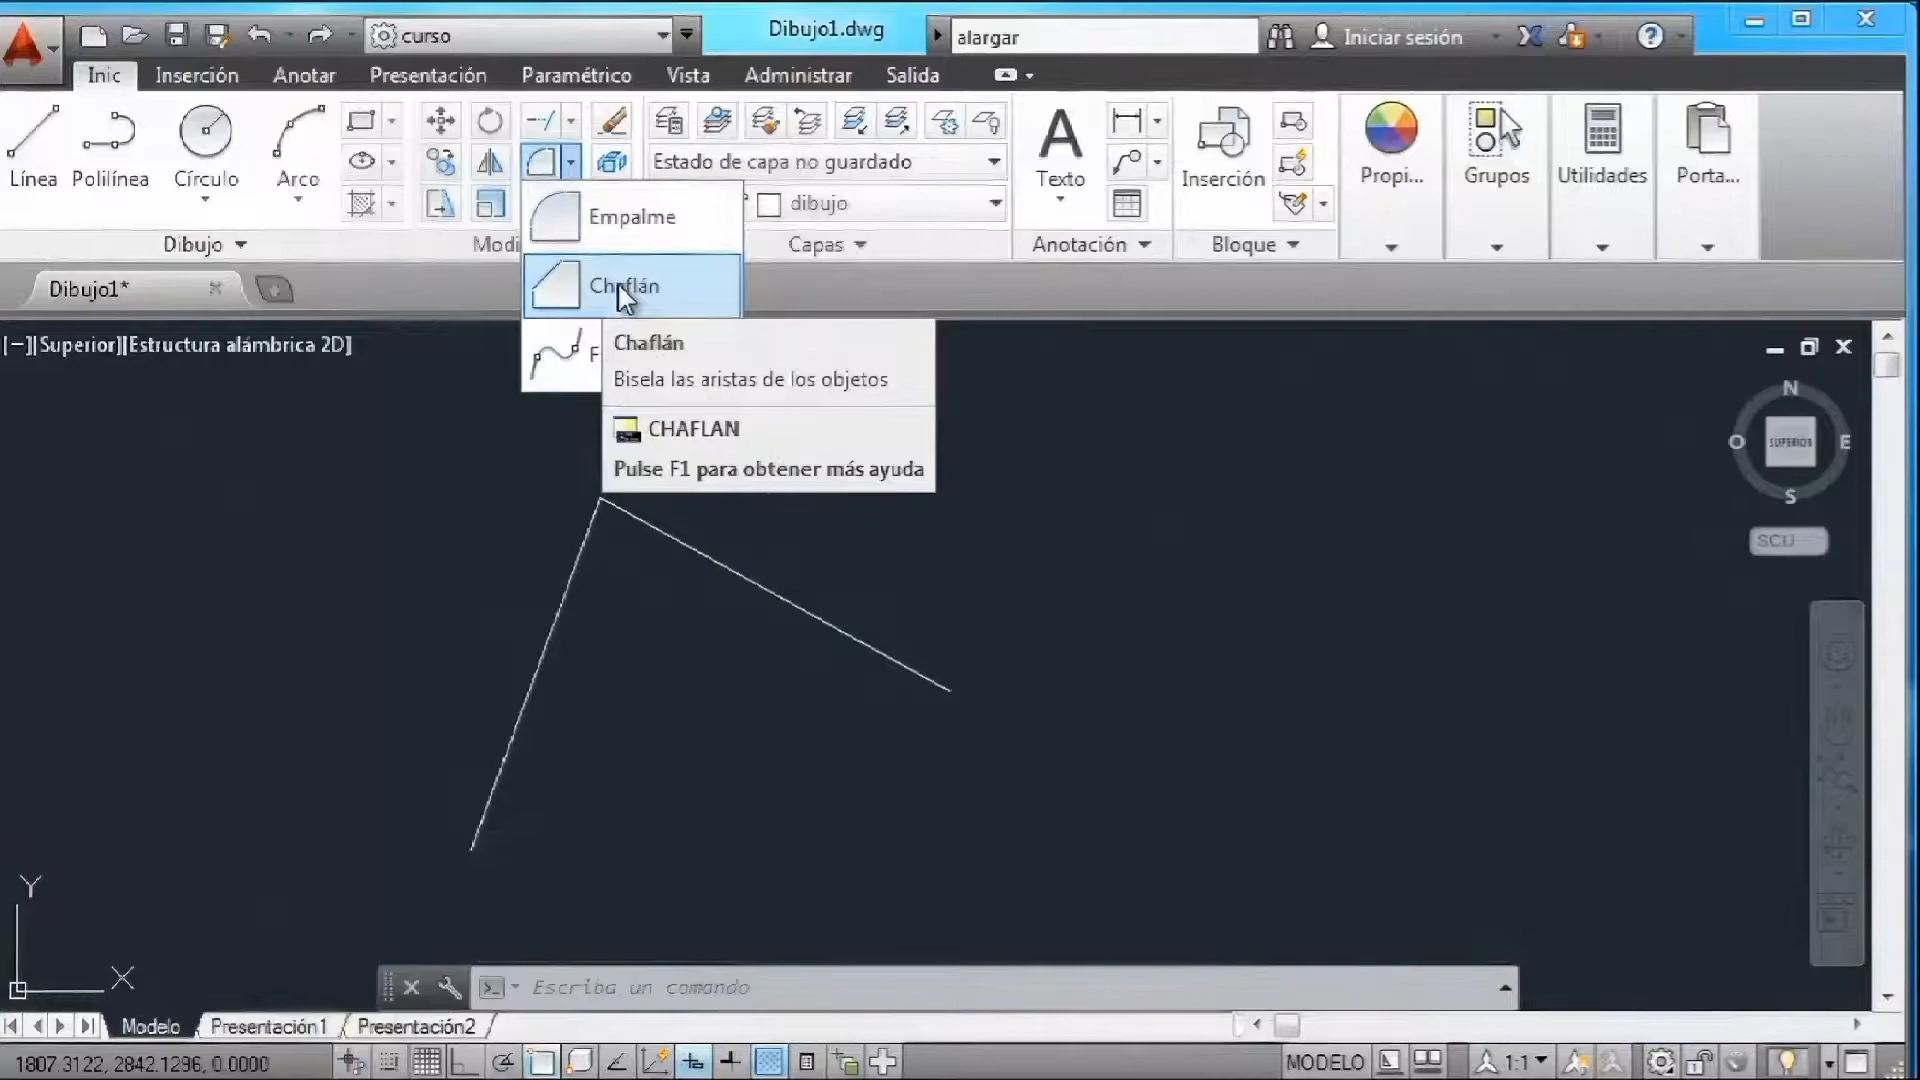 curso
Dibujo1.dwg
alargar
Iniciar sesión
Inic
Inserción
Anotar
Presentación
Paramétrico
Vista
Administrar
Salida
Línea
Polilínea
Círculo
Arco
Estado de capa no guardado
dibujo
A
Texto
Inserción
Propi...
Grupos
Utilidades
Porta...
Dibujo
Modi
Capas
Anotación
Bloque
Empalme
Chaflán
F
Dibujo1*
[−][Superior][Estructura alámbrica 2D]
Chaflán
Bisela las aristas de los objetos
CHAFLAN
Pulse F1 para obtener más ayuda
N
O
SUPERIOR
E
S
SCU
Y
X
Escriba un comando
Modelo
Presentación1
Presentación2
1807.3122, 2842.1296, 0.0000
MODELO
1:1